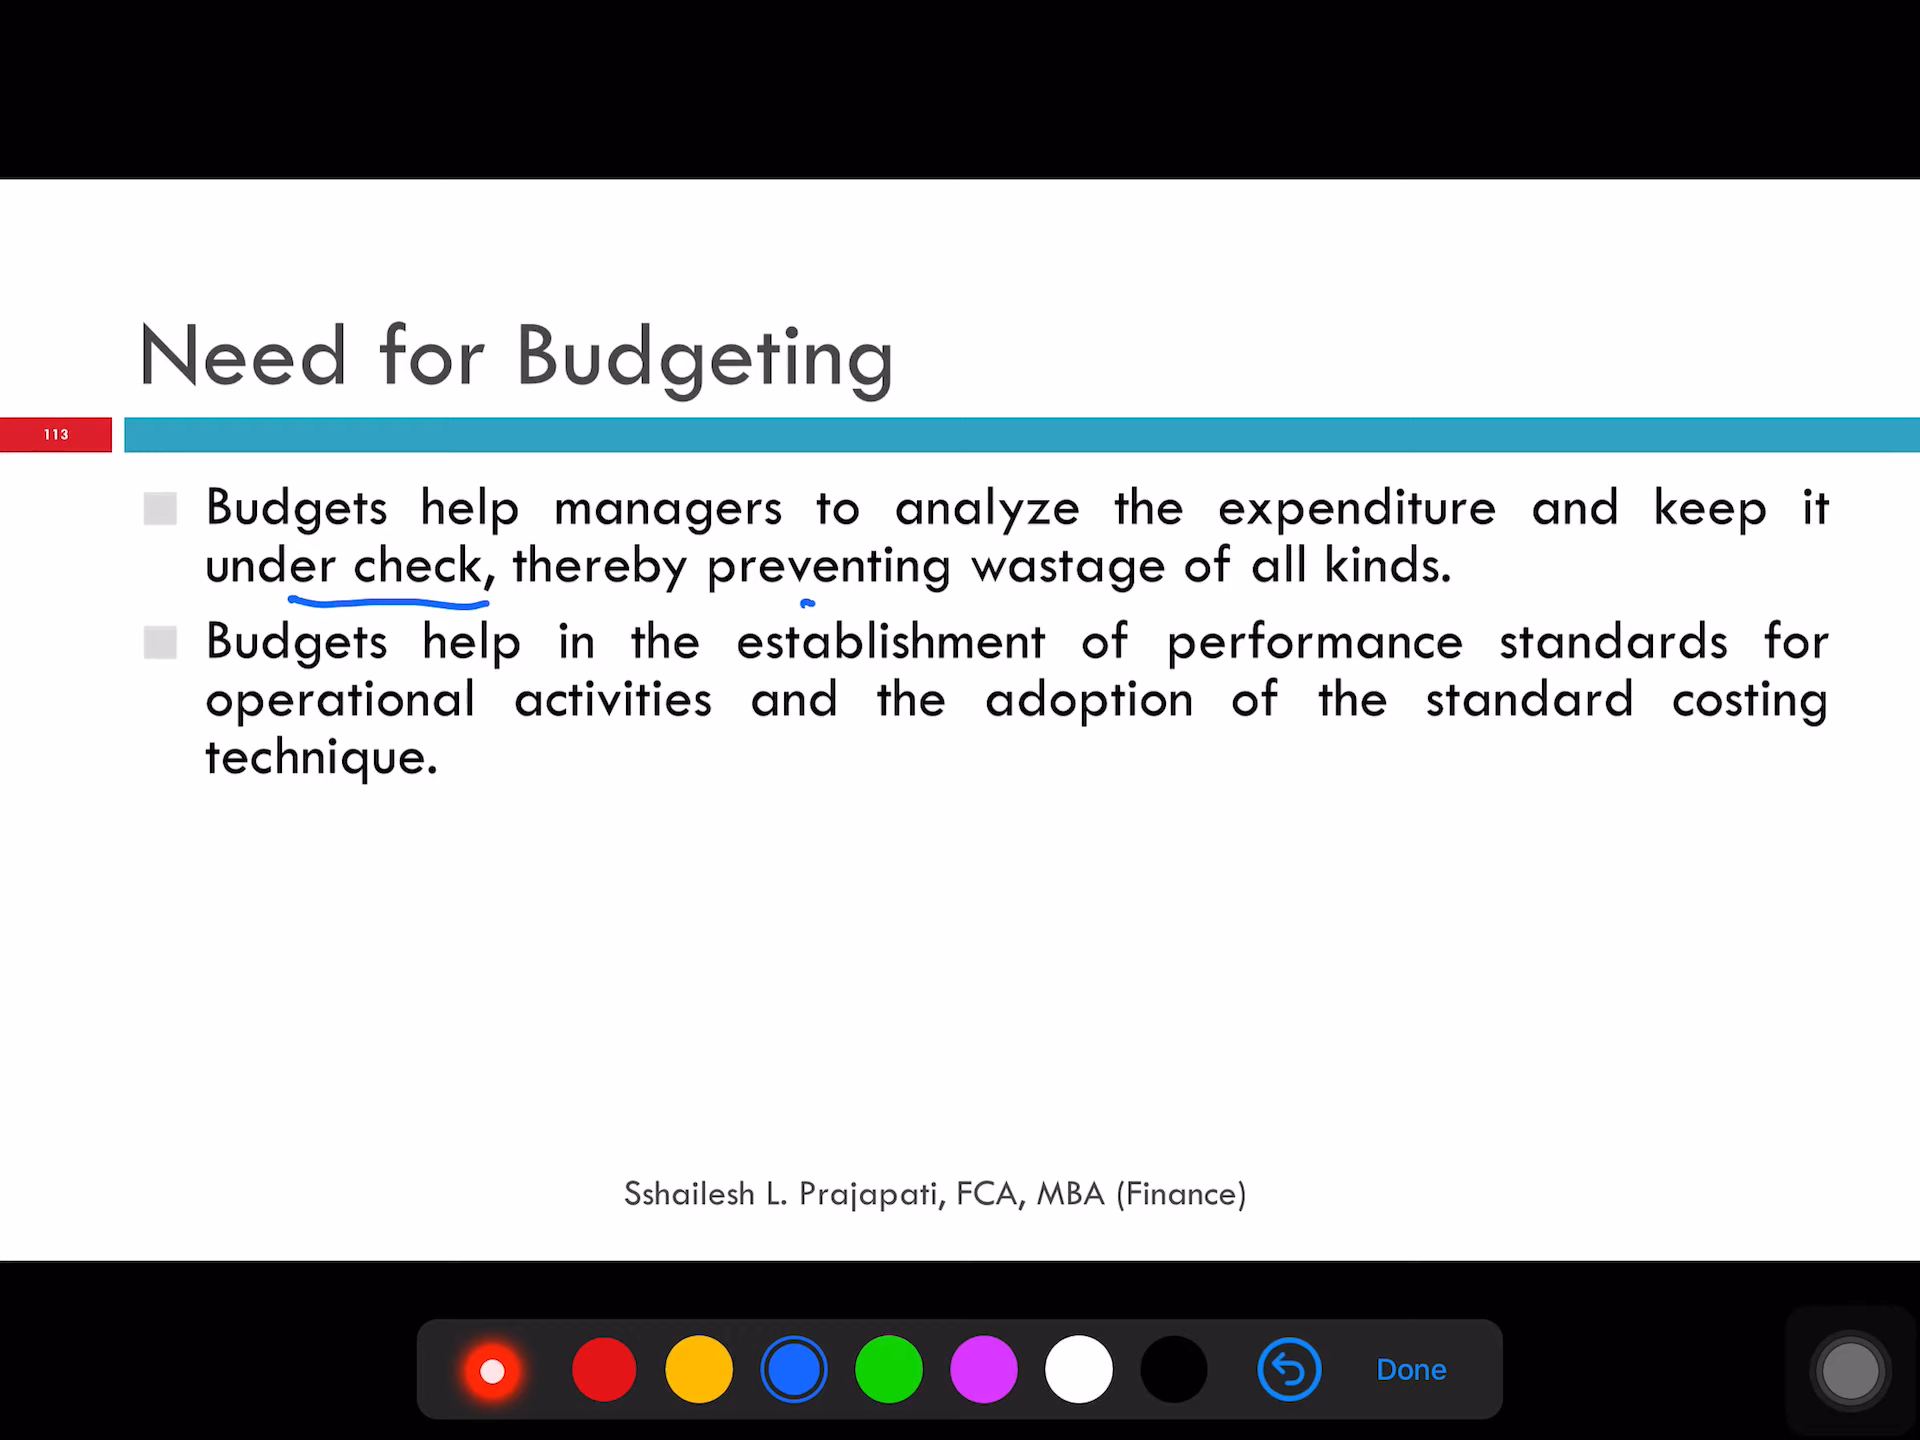 Need for Budgeting
113
Budgets help managers to analyze the expenditure and keep it
under check, thereby preventing wastage of all kinds.
Budgets help in the establishment of performance standards for
operational activities and the adoption of the standard costing
technique.
Sshailesh L. Prajapati, FCA, MBA (Finance)
Done